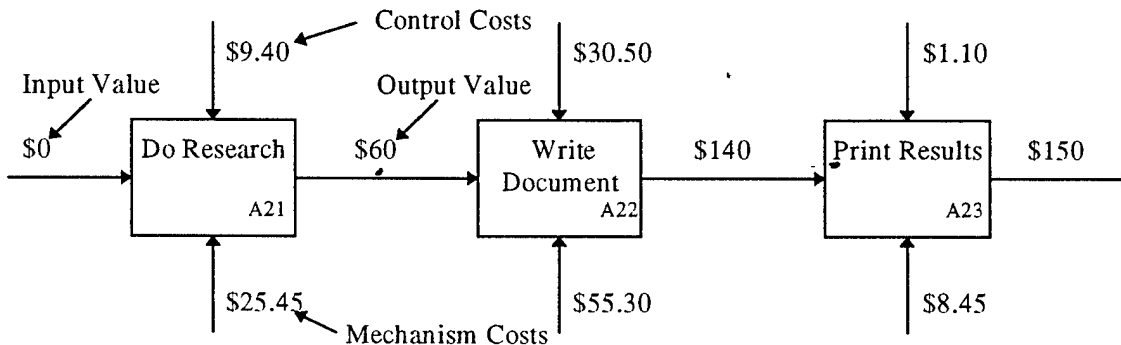 Control Costs
$9.40
$30.50
$1.10
Input Value
Output Value
$0
Do Research
$60
Write
Document
$140
Print Results
$150
A21
A22
A23
$25.45
$55.30
$8.45
Mechanism Costs